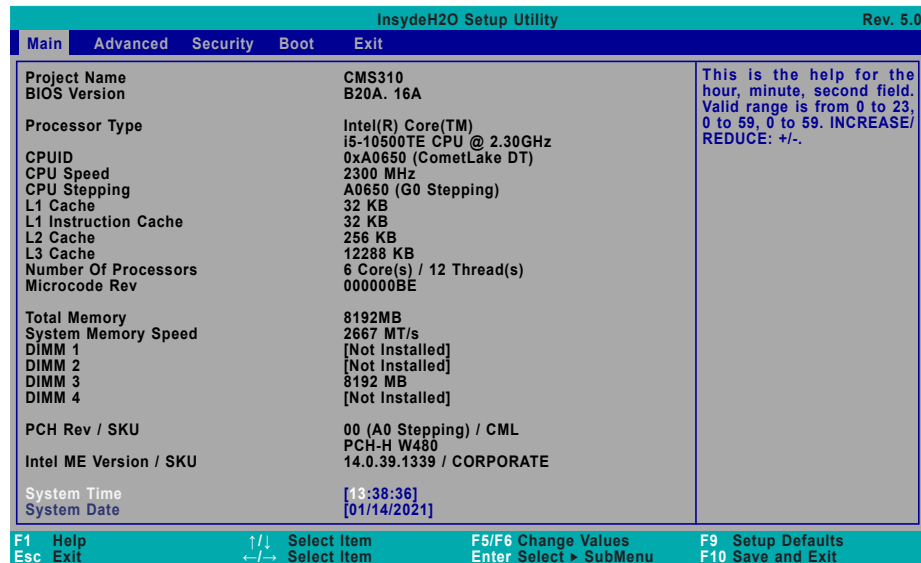 InsydeH2O Setup Utility Rev. 5.0
Main Advanced Security Boot Exit
Project Name CMS310
BIOS Version B20A. 16A
Processor Type Intel(R) Core(TM)
i5-10500TE CPU @ 2.30GHz
CPUID 0xA0650 (CometLake DT)
CPU Speed 2300 MHz
CPU Stepping A0650 (G0 Stepping)
L1 Cache 32 KB
L1 Instruction Cache 32 KB
L2 Cache 256 KB
L3 Cache 12288 KB
Number Of Processors 6 Core(s) / 12 Thread(s)
Microcode Rev 000000BE
Total Memory 8192MB
System Memory Speed 2667 MT/s
DIMM 1 [Not Installed]
DIMM 2 [Not Installed]
DIMM 3 8192 MB
DIMM 4 [Not Installed]
PCH Rev / SKU 00 (A0 Stepping) / CML
PCH-H W480
Intel ME Version / SKU 14.0.39.1339 / CORPORATE
System Time [13:38:36]
System Date [01/14/2021]
This is the help for the
hour, minute, second field.
Valid range is from 0 to 23,
0 to 59, 0 to 59. INCREASE/
REDUCE: +/-.
F1 Help ↑/↓ Select Item F5/F6 Change Values F9 Setup Defaults
Esc Exit ←/→ Select Item Enter Select ▸ SubMenu F10 Save and Exit